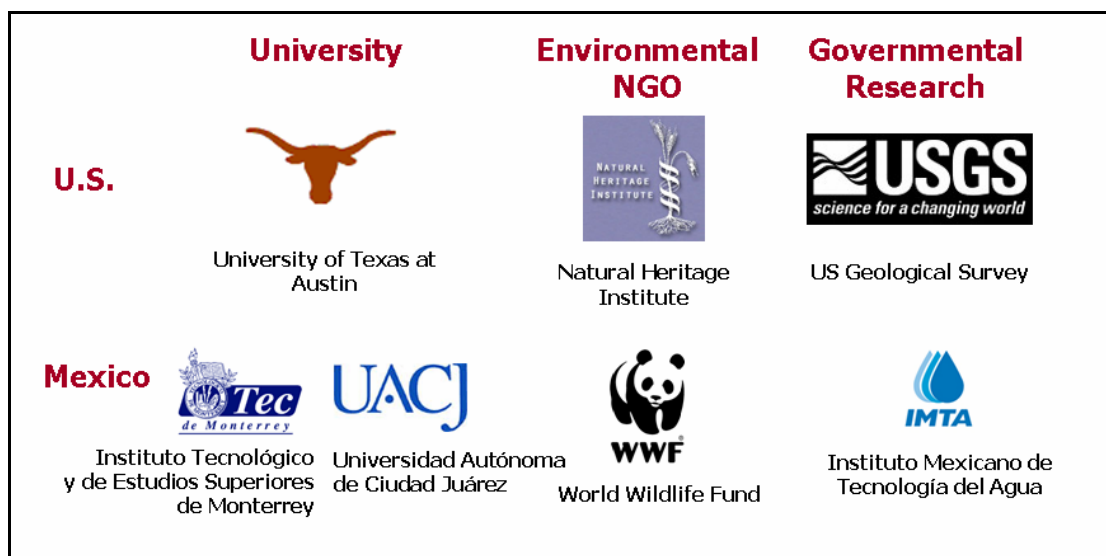 University
Environmental
NGO
Governmental
Research
U.S.
NATURAL
HERITAGE
INSTITUTE
USGS
science for a changing world
University of Texas at
Austin
Natural Heritage
Institute
US Geological Survey
Mexico
Tec
de Monterrey
UACJ
WWF
IMTA
Instituto Tecnológico
y de Estudios Superiores
de Monterrey
Universidad Autónoma
de Ciudad Juárez
World Wildlife Fund
Instituto Mexicano de
Tecnología del Agua